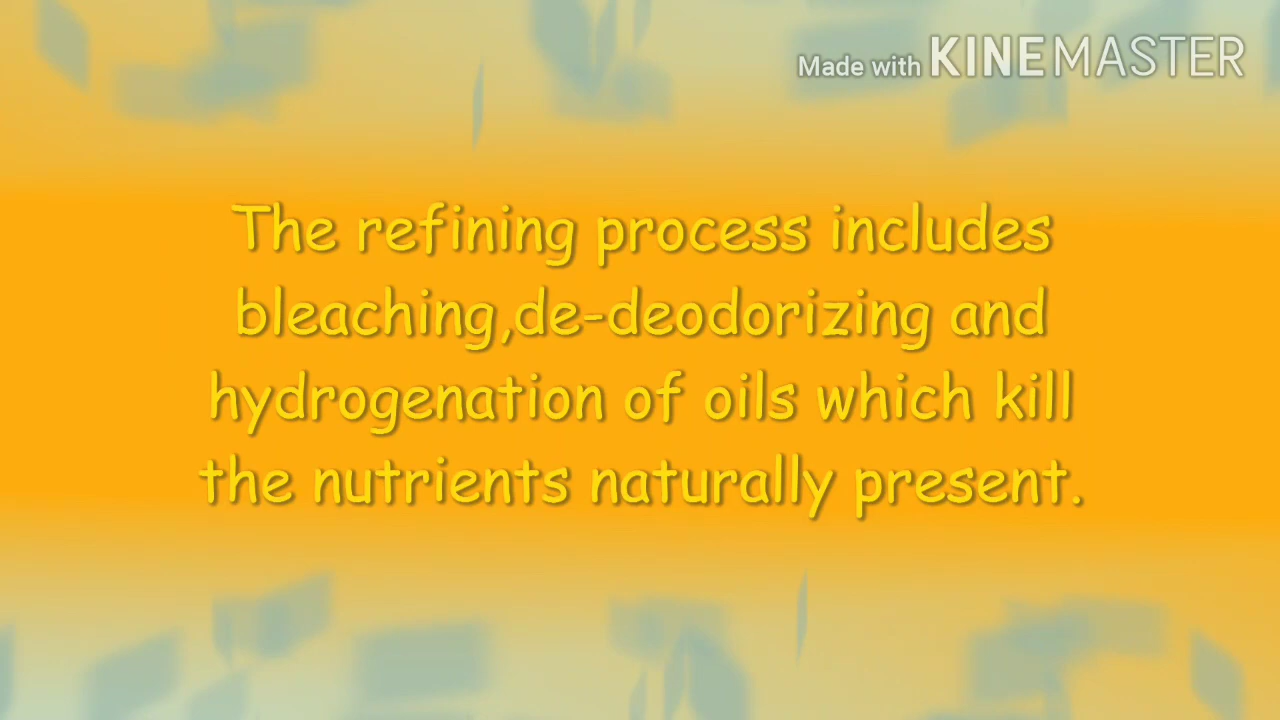 Made with KINEMASTER
The refining process includes
bleaching,de-deodorizing and
hydrogenation of oils which kill
the nutrients naturally present.